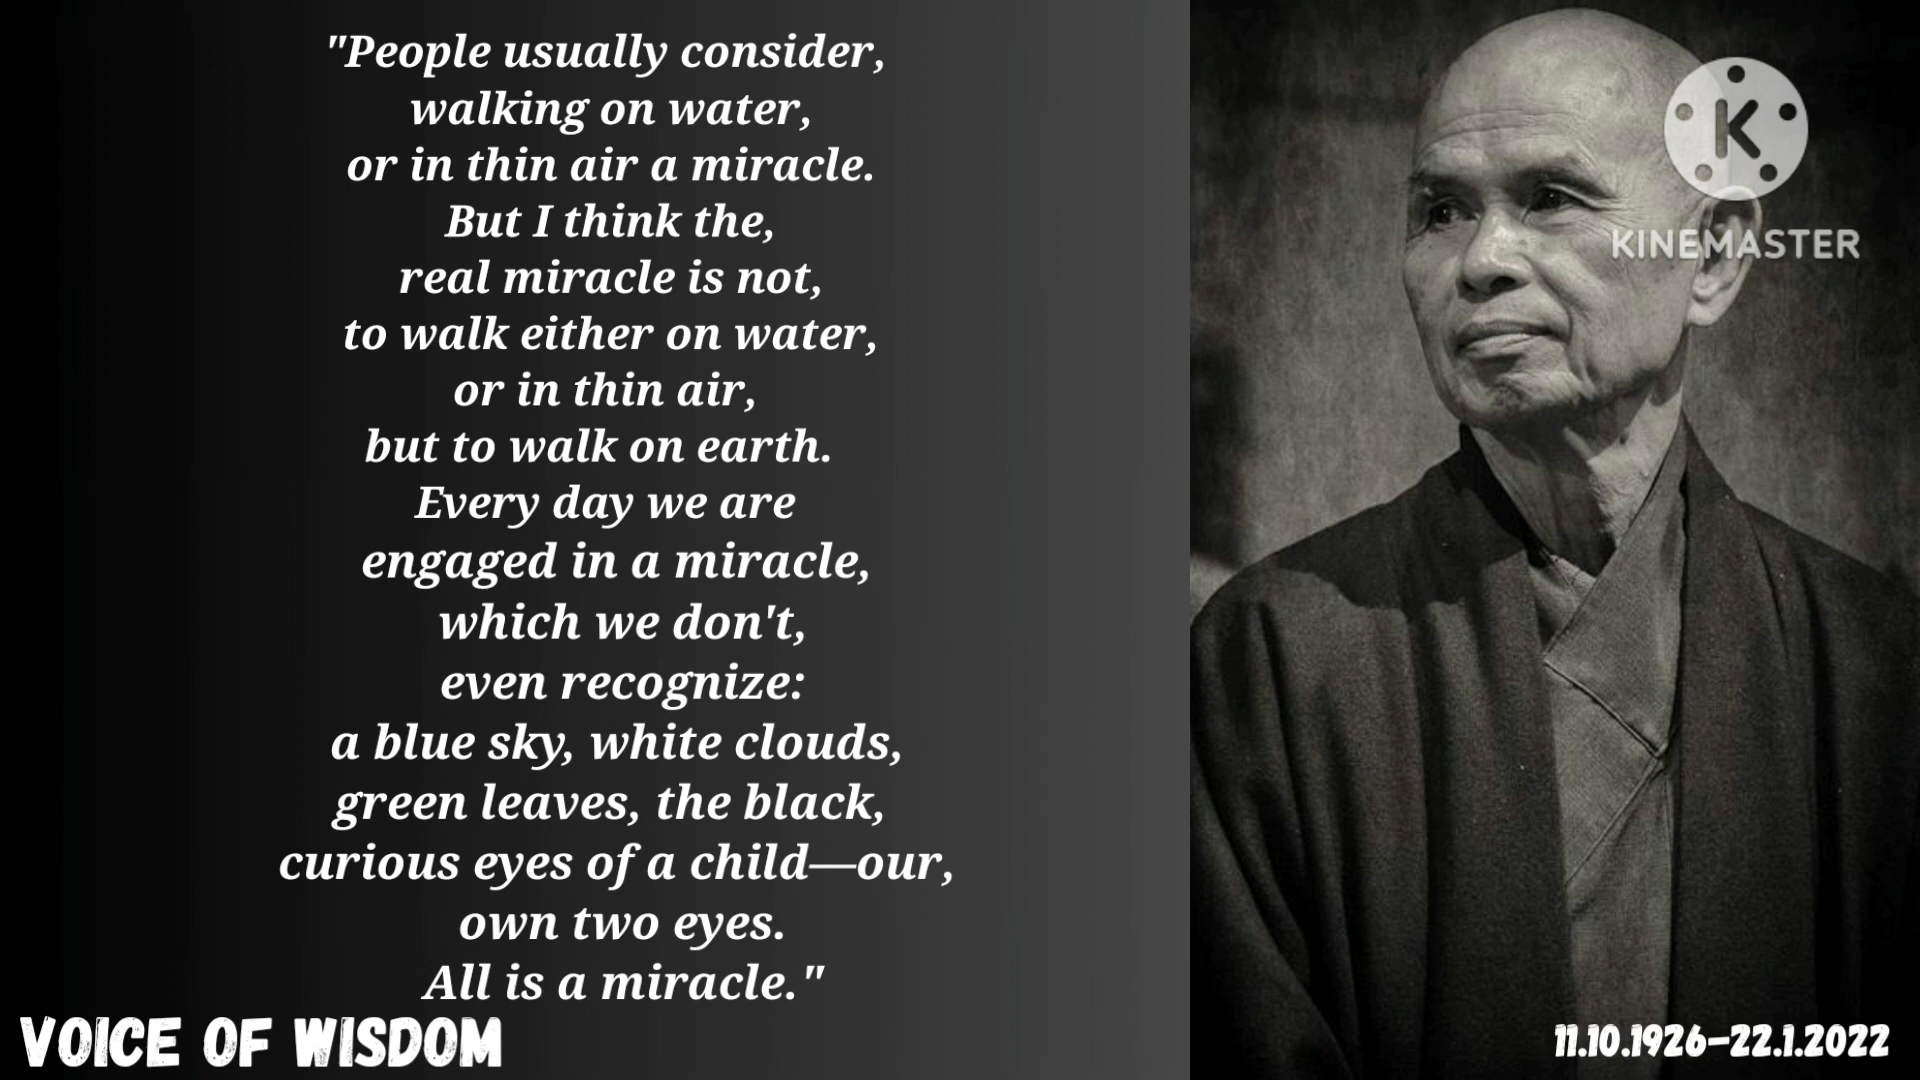 "People usually consider,
walking on water,
or in thin air a miracle.
But I think the,
real miracle is not,
to walk either on water,
or in thin air,
but to walk on earth.
Every day we are
engaged in a miracle,
which we don't,
even recognize:
a blue sky, white clouds,
green leaves, the black,
curious eyes of a child—our,
own two eyes.
All is a miracle."
VOICE OF WISDOM
K
KINEMASTER
11.10.1926-22.1.2022